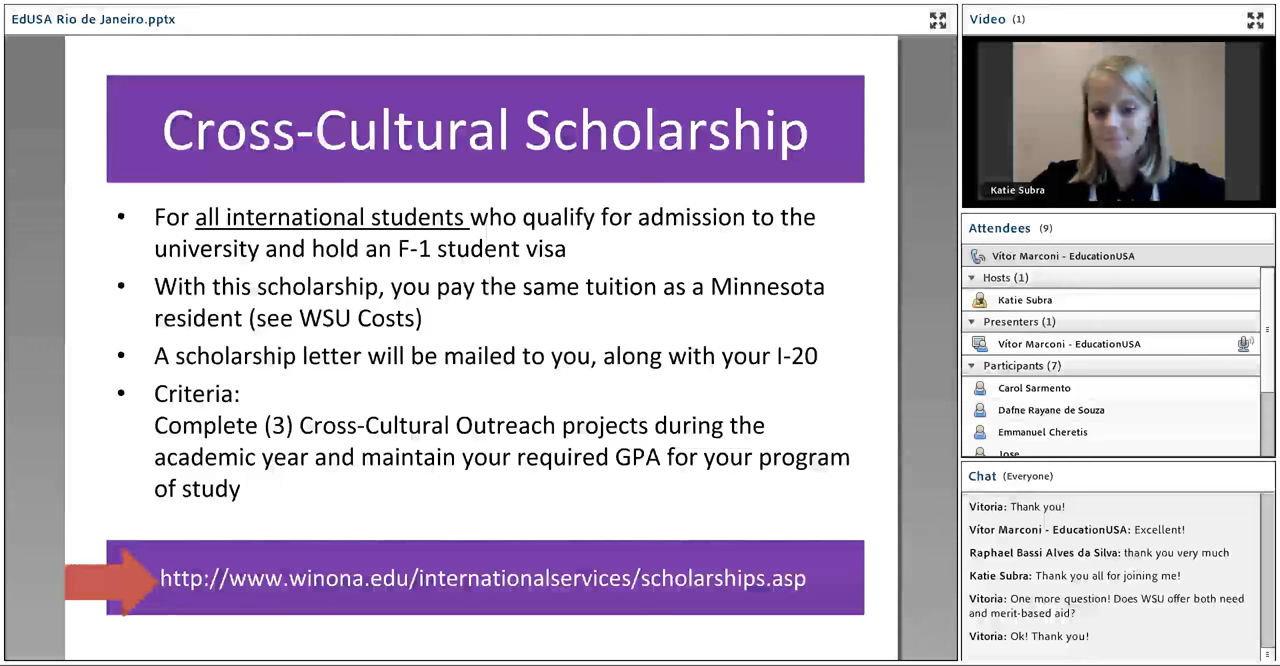 EdUSA Rio de Janeiro.pptx
Cross-Cultural Scholarship
• For all international students who qualify for admission to the
university and hold an F-1 student visa
• With this scholarship, you pay the same tuition as a Minnesota
resident (see WSU Costs)
• A scholarship letter will be mailed to you, along with your I-20
• Criteria:
Complete (3) Cross-Cultural Outreach projects during the
academic year and maintain your required GPA for your program
of study
http://www.winona.edu/internationalservices/scholarships.asp
Video (1)
Katie Subra
Attendees (9)
Vítor Marconi - EducationUSA
Hosts (1)
Katie Subra
Presenters (1)
Vítor Marconi - EducationUSA
Participants (7)
Carol Sarmento
Dafne Rayane de Souza
Emmanuel Cheretis
Jose
Chat (Everyone)
Vitoria: Thank you!
Vítor Marconi - EducationUSA: Excellent!
Raphael Bassi Alves da Silva: thank you very much
Katie Subra: Thank you all for joining me!
Vitoria: One more question! Does WSU offer both need
and merit-based aid?
Vitoria: Ok! Thank you!